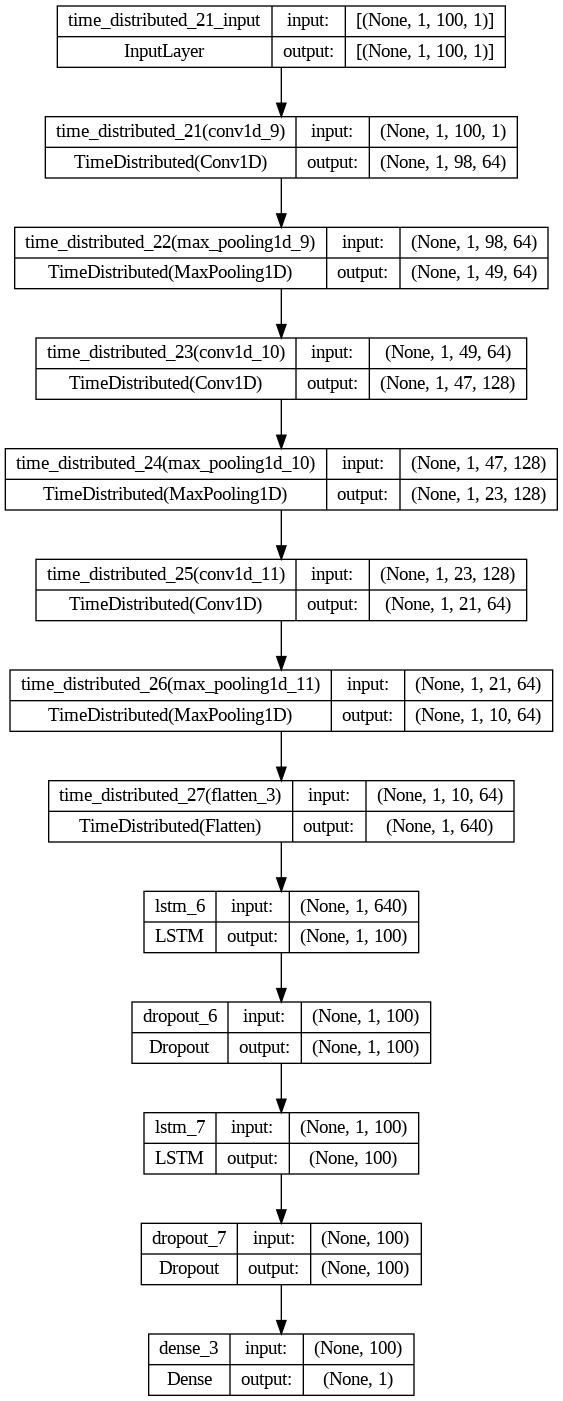 time_distributed_21_input input: [(None, 1, 100, 1)]
InputLayer output: [(None, 1, 100, 1)]
time_distributed_21(conv1d_9) input: (None, 1, 100, 1)
TimeDistributed(Conv1D) output: (None, 1, 98, 64)
time_distributed_22(max_pooling1d_9) input: (None, 1, 98, 64)
TimeDistributed(MaxPooling1D) output: (None, 1, 49, 64)
time_distributed_23(conv1d_10) input: (None, 1, 49, 64)
TimeDistributed(Conv1D) output: (None, 1, 47, 128)
time_distributed_24(max_pooling1d_10) input: (None, 1, 47, 128)
TimeDistributed(MaxPooling1D) output: (None, 1, 23, 128)
time_distributed_25(conv1d_11) input: (None, 1, 23, 128)
TimeDistributed(Conv1D) output: (None, 1, 21, 64)
time_distributed_26(max_pooling1d_11) input: (None, 1, 21, 64)
TimeDistributed(MaxPooling1D) output: (None, 1, 10, 64)
time_distributed_27(flatten_3) input: (None, 1, 10, 64)
TimeDistributed(Flatten) output: (None, 1, 640)
lstm_6 input: (None, 1, 640)
LSTM output: (None, 1, 100)
dropout_6 input: (None, 1, 100)
Dropout output: (None, 1, 100)
lstm_7 input: (None, 1, 100)
LSTM output: (None, 100)
dropout_7 input: (None, 100)
Dropout output: (None, 100)
dense_3 input: (None, 100)
Dense output: (None, 1)